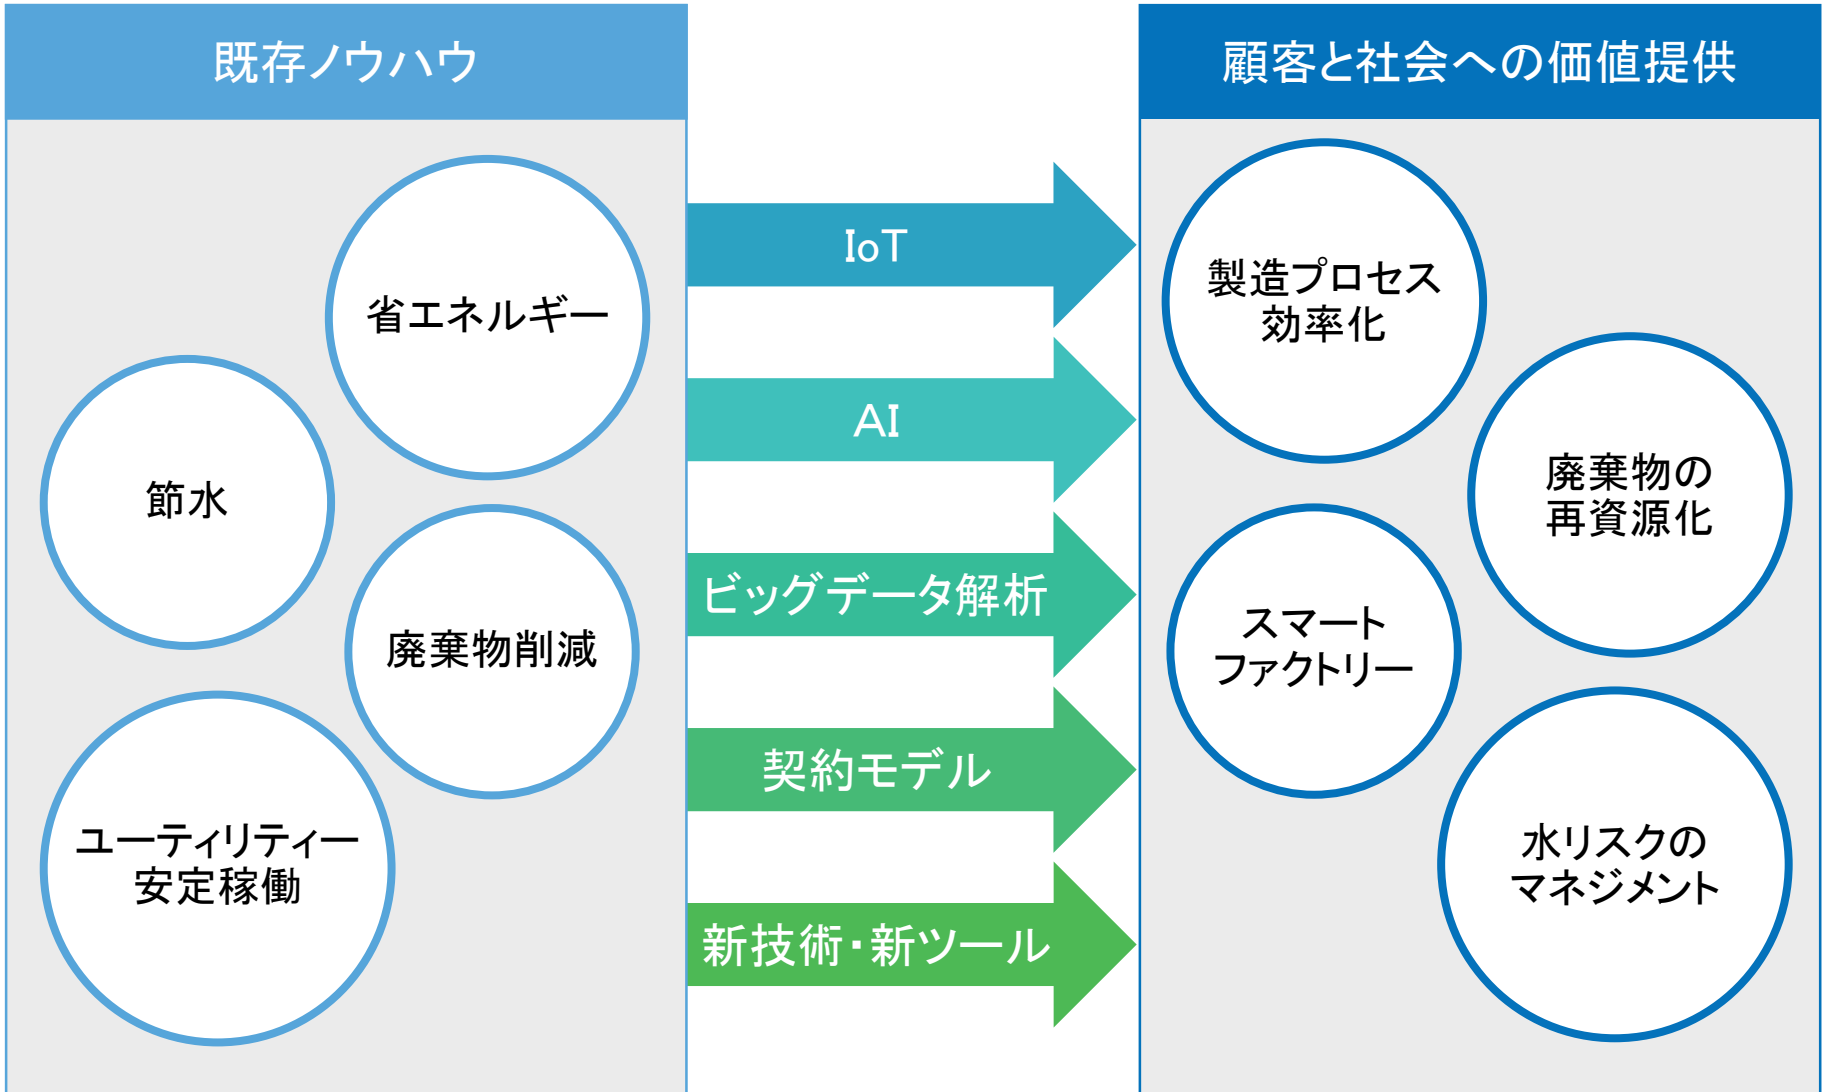 既存ノウハウ
省エネルギー
節水
廃棄物削減
ユーティリティー
安定稼働
IoT
AI
ビッグデータ解析
契約モデル
新技術・新ツール
顧客と社会への価値提供
製造プロセス
効率化
廃棄物の
再資源化
スマート
ファクトリー
水リスクの
マネジメント